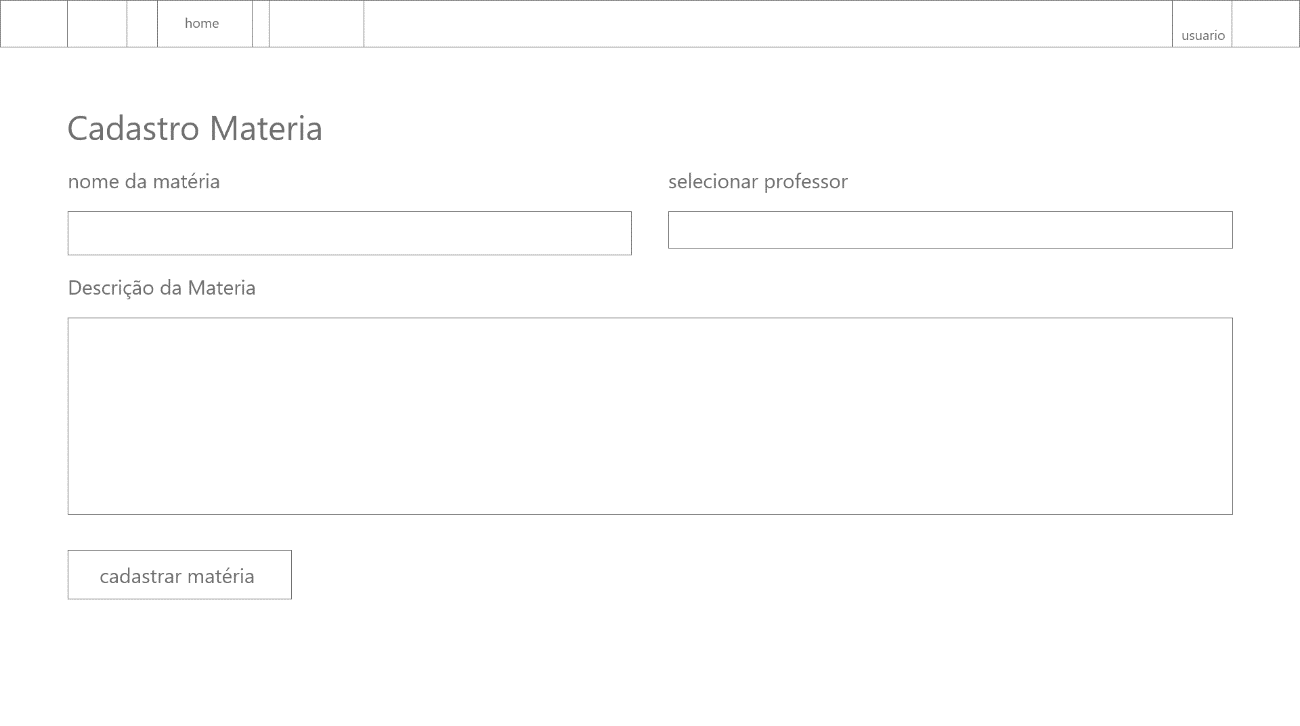 home
usuario
Cadastro Materia
nome da matéria
selecionar professor
Descrição da Materia
cadastrar matéria